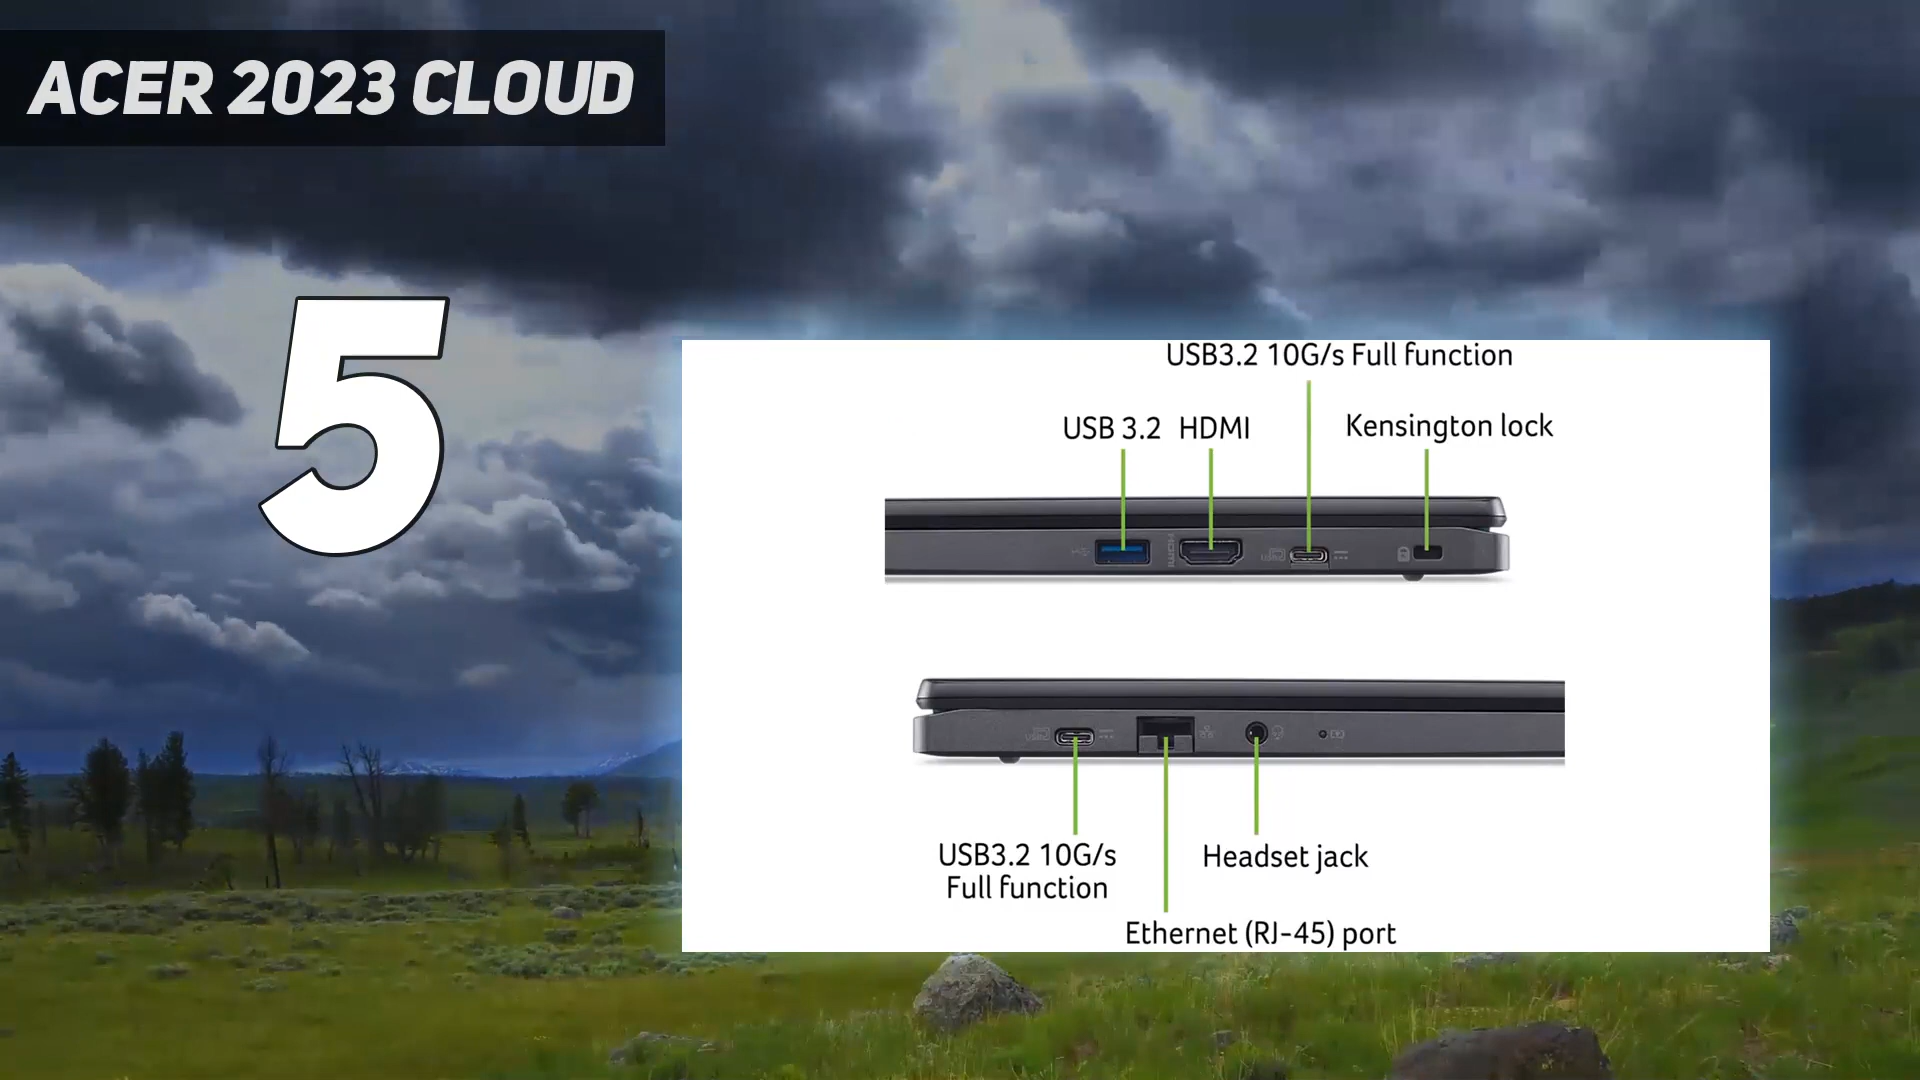 ACER 2023 CLOUD
5
USB3.2 10G/s Full function
USB 3.2 HDMI
Kensington lock
HDMI
USB3.2 10G/s
Full function
Headset jack
Ethernet (RJ-45) port